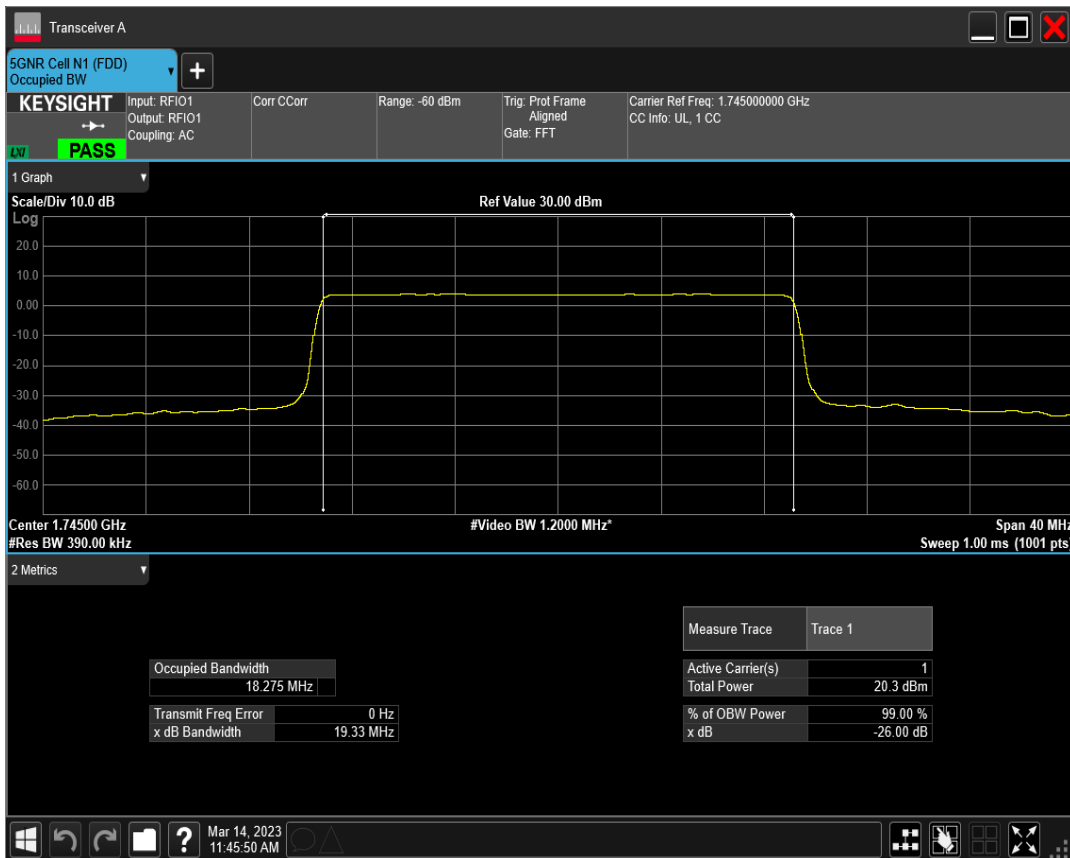 Transceiver A
5GNR Cell N1 (FDD)
Occupied BW
KEYSIGHT
LXI
PASS
Input: RFIO1
Output: RFIO1
Coupling: AC
Corr CCorr
Range: -60 dBm
Trig: Prot Frame
Aligned
Gate: FFT
Carrier Ref Freq: 1.745000000 GHz
CC Info: UL, 1 CC
1 Graph
Scale/Div 10.0 dB
Ref Value 30.00 dBm
Log
20.0
10.0
0.00
-10.0
-20.0
-30.0
-40.0
-50.0
-60.0
Center 1.74500 GHz
#Video BW 1.2000 MHz*
Span 40 MHz
#Res BW 390.00 kHz
Sweep 1.00 ms (1001 pts)
2 Metrics
Measure Trace Trace 1
Occupied Bandwidth
18.275 MHz
Active Carrier(s) 1
Total Power 20.3 dBm
Transmit Freq Error 0 Hz
x dB Bandwidth 19.33 MHz
% of OBW Power 99.00 %
x dB -26.00 dB
Mar 14, 2023
11:45:50 AM